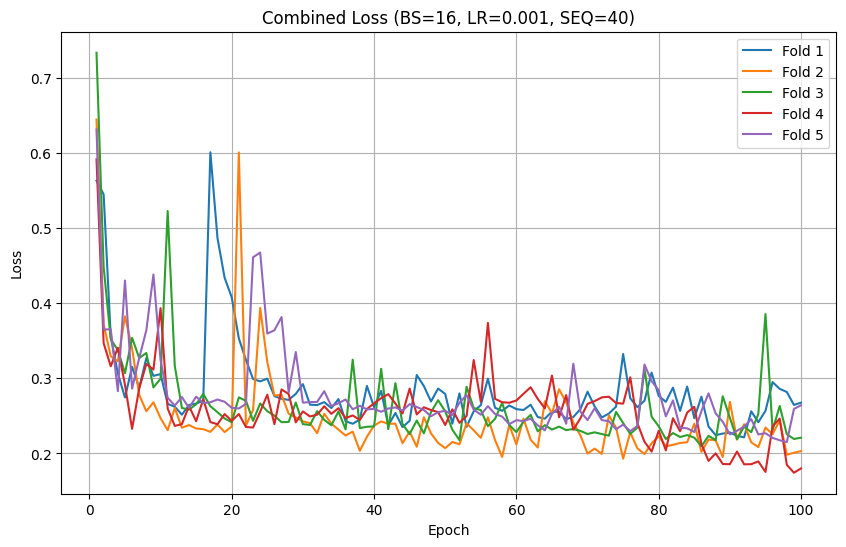 Combined Loss (BS=16, LR=0.001, SEQ=40)
Fold 1
Fold 2
Fold 3
Fold 4
Fold 5
Loss
0.7
0.6
0.5
0.4
0.3
0.2
0
20
40
60
80
100
Epoch